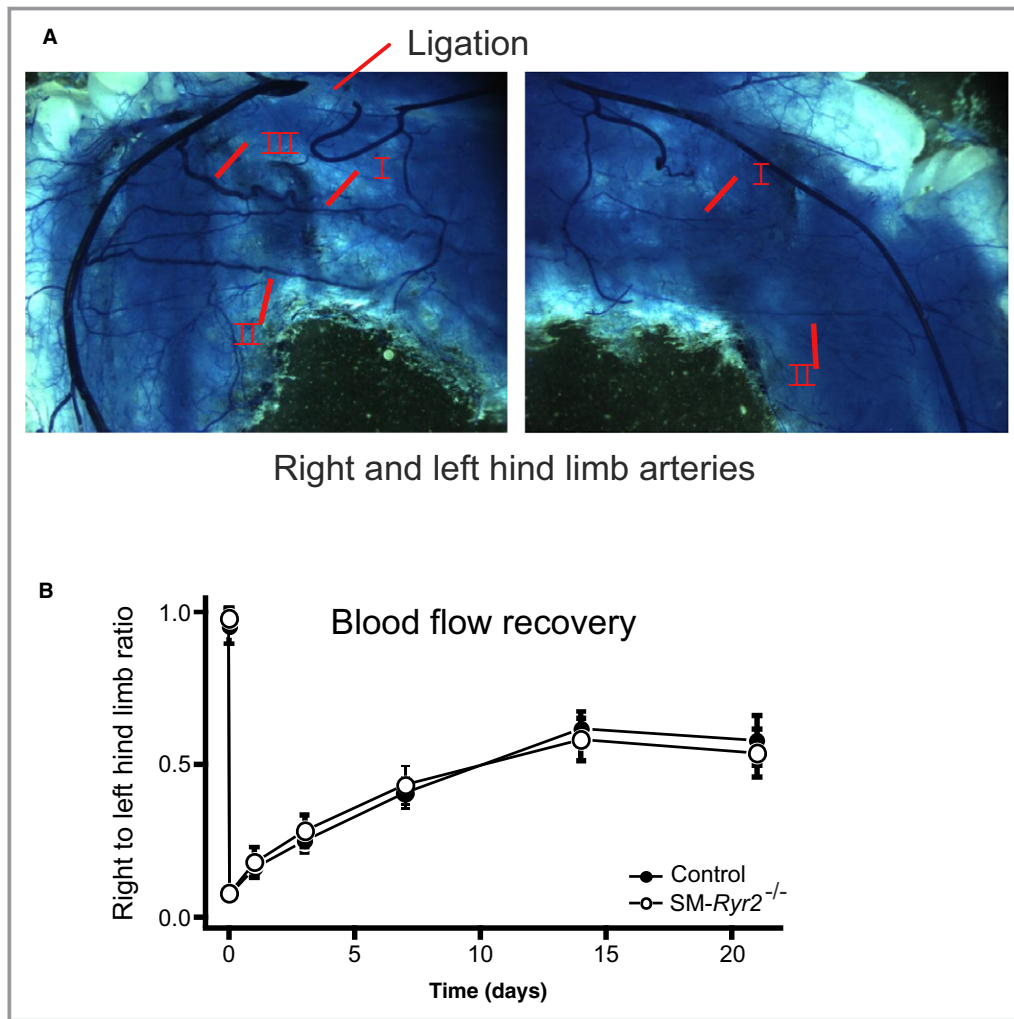 A
Ligation
III
I
I
II
II
Right and left hind limb arteries
B
Blood flow recovery
Right to left hind limb ratio
1.0
0.5
0.0
Control
SM-Ryr2-/-
0 5 10 15 20
Time (days)